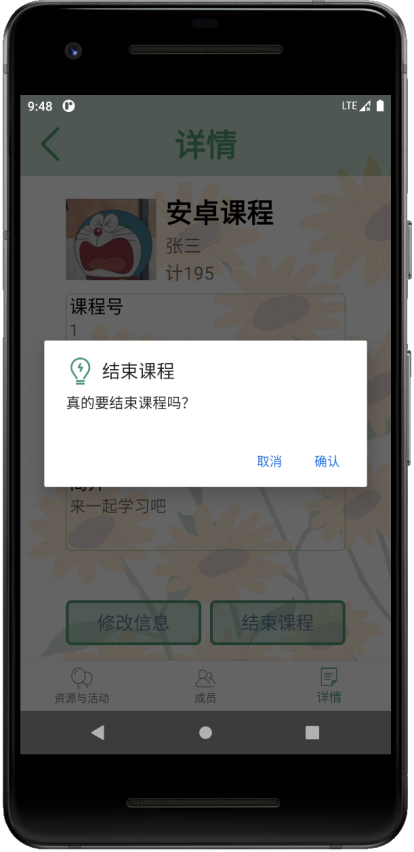 9:48 LTE
详情
安卓课程
张三
计195
课程号
1
结束课程
真的要结束课程吗?
取消 确认
来一起学习吧
修改信息 结束课程
资源与活动 成员 详情